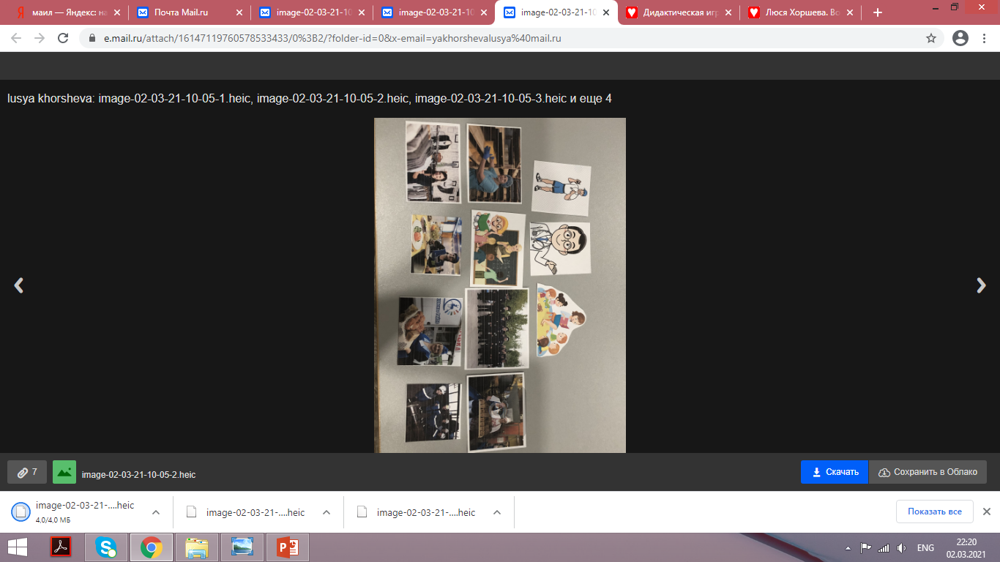 маил — Яндекс: на
Почта Mail.ru
image-02-03-21-10
image-02-03-21-10
image-02-03-21-10
Дидактическая игр
Люся Хоршева. Во
e.mail.ru/attach/16147119760578533433/0%3B2/?folder-id=0&x-email=yakhorshevalusya%40mail.ru
lusya khorsheva: image-02-03-21-10-05-1.heic, image-02-03-21-10-05-2.heic, image-02-03-21-10-05-3.heic и еще 4
7
image-02-03-21-10-05-2.heic
Скачать
Сохранить в Облако
image-02-03-21-....heic
4,0/4,0 МБ
image-02-03-21-....heic
image-02-03-21-....heic
Показать все
ENG
22:20
02.03.2021